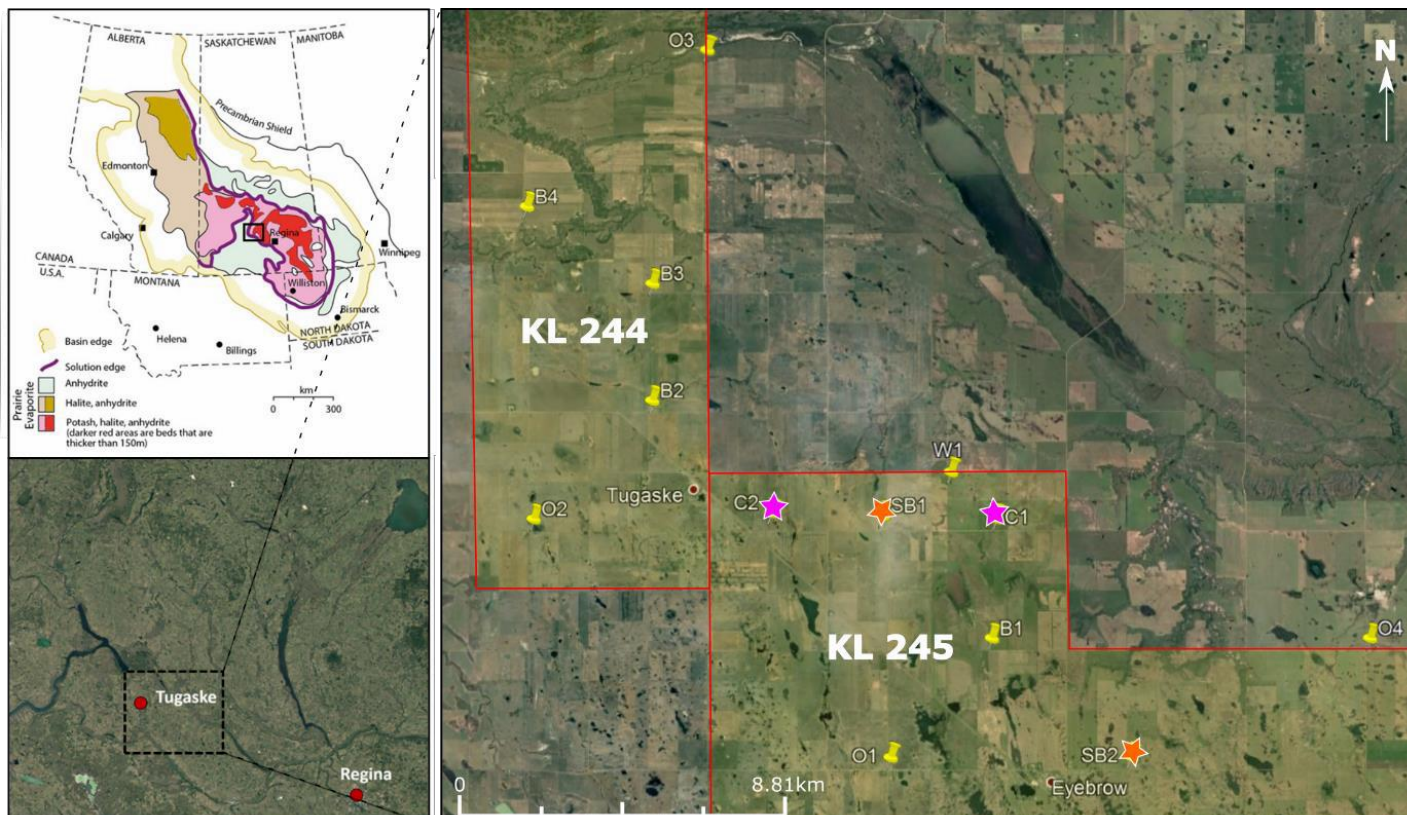 ALBERTA
SASKATCHEWAN
MANITOBA
Precambrian Shield
Edmonton
Calgary
Regina
Winnipeg
CANADA
U.S.A.
MONTANA
Williston
Bismarck
NORTH DAKOTA
SOUTH DAKOTA
Helena
Billings
Basin edge
Solution edge
Prairie
Evaporite
Anhydrite
Halite, anhydrite
Potash, halite, anhydrite
(darker red areas are beds that are
thicker than 150m)
km
0 300
Tugaske
Regina
O3
N
B4
B3
KL 244
B2
W1
Tugaske
C2
SB1
C1
O2
B1
O4
KL 245
O1
SB2
Eyebrow
0 8.81km